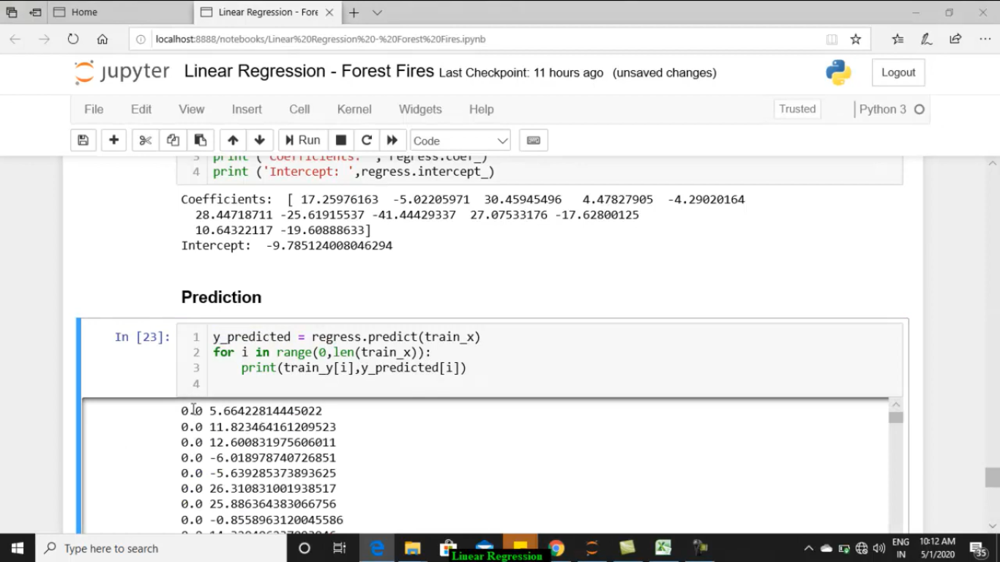 Home
Linear Regression - Fore
localhost:8888/notebooks/Linear%20Regression%20-%20Forest%20Fires.ipynb
jupyter Linear Regression - Forest Fires Last Checkpoint: 11 hours ago (unsaved changes)
Logout
File Edit View Insert Cell Kernel Widgets Help
Trusted
Python 3
Run
Code
3 print ('Coefficients: ', regress.coef_)
4 print ('Intercept: ',regress.intercept_)
Coefficients: [ 17.25976163 -5.02205971 30.45945496 4.47827905 -4.29020164
28.44718711 -25.61915537 -41.44429337 27.07533176 -17.62800125
10.64322117 -19.60888633]
Intercept: -9.785124008046294
Prediction
In [23]:
1 y_predicted = regress.predict(train_x)
2 for i in range(0,len(train_x)):
3 print(train_y[i],y_predicted[i])
4
0.0 5.66422814445022
0.0 11.823464161209523
0.0 12.600831975606011
0.0 -6.018978740726851
0.0 -5.639285373893625
0.0 26.310831001938517
0.0 25.886364383066756
0.0 -0.8558963120045586
Type here to search
Linear Regression
ENG
IN
10:12 AM
5/1/2020
35